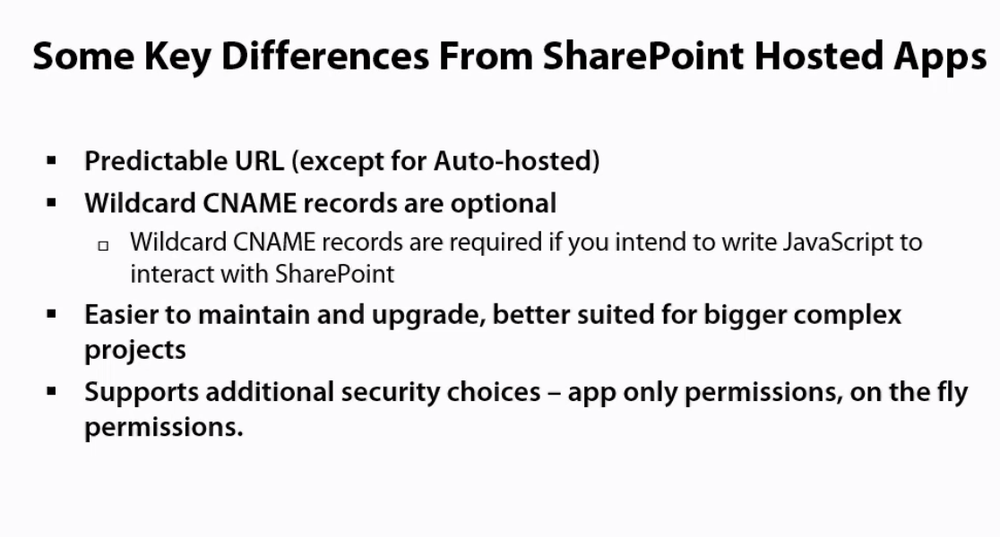 Some Key Differences From SharePoint Hosted Apps
▪ Predictable URL (except for Auto-hosted)
▪ Wildcard CNAME records are optional
▫ Wildcard CNAME records are required if you intend to write JavaScript to
interact with SharePoint
▪ Easier to maintain and upgrade, better suited for bigger complex
projects
▪ Supports additional security choices – app only permissions, on the fly
permissions.